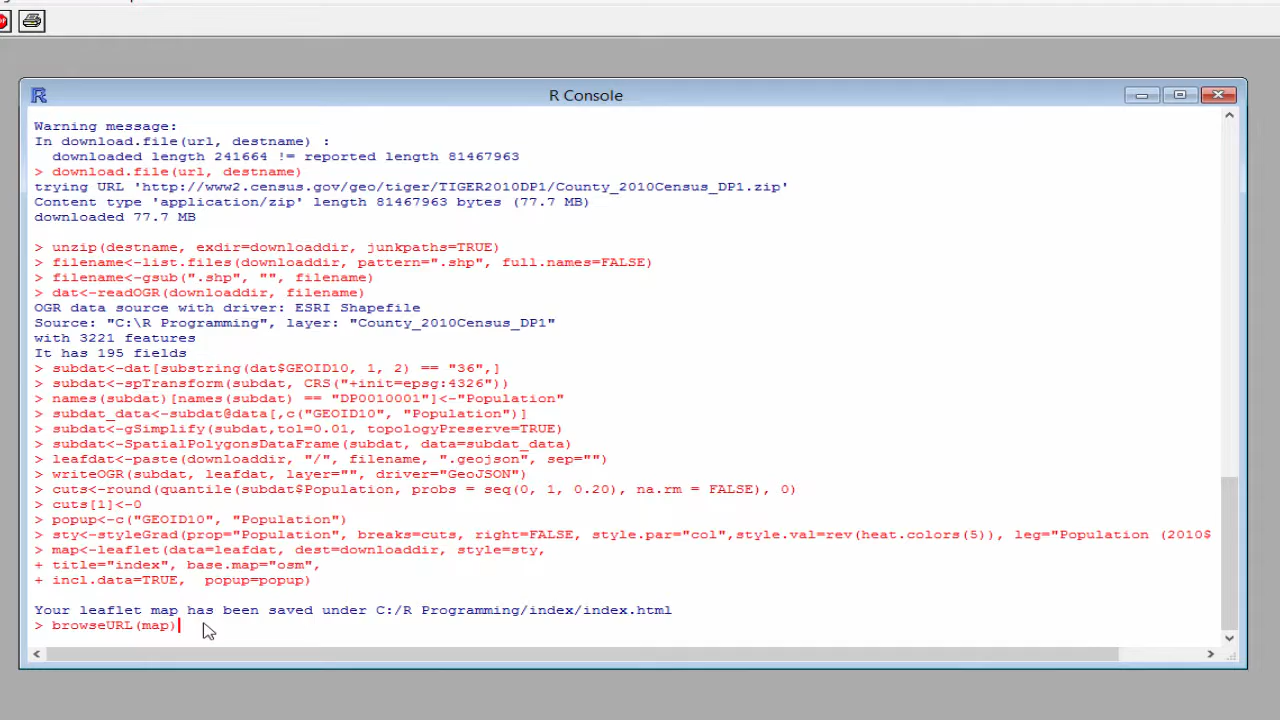 R Console
Warning message:
In download.file(url, destname) :
  downloaded length 241664 != reported length 81467963
> download.file(url, destname)
trying URL 'http://www2.census.gov/geo/tiger/TIGER2010DP1/County_2010Census_DP1.zip'
Content type 'application/zip' length 81467963 bytes (77.7 MB)
downloaded 77.7 MB
> unzip(destname, exdir=downloaddir, junkpaths=TRUE)
> filename<-list.files(downloaddir, pattern=".shp", full.names=FALSE)
> filename<-gsub(".shp", "", filename)
> dat<-readOGR(downloaddir, filename)
OGR data source with driver: ESRI Shapefile
Source: "C:\R Programming", layer: "County_2010Census_DP1"
with 3221 features
It has 195 fields
> subdat<-dat[substring(dat$GEOID10, 1, 2) == "36",]
> subdat<-spTransform(subdat, CRS("+init=epsg:4326"))
> names(subdat)[names(subdat) == "DP0010001"]<-"Population"
> subdat_data<-subdat@data[,c("GEOID10", "Population")]
> subdat<-gSimplify(subdat,tol=0.01, topologyPreserve=TRUE)
> subdat<-SpatialPolygonsDataFrame(subdat, data=subdat_data)
> leafdat<-paste(downloaddir, "/", filename, ".geojson", sep="")
> writeOGR(subdat, leafdat, layer="", driver="GeoJSON")
> cuts<-round(quantile(subdat$Population, probs = seq(0, 1, 0.20), na.rm = FALSE), 0)
> cuts[1]<-0
> popup<-c("GEOID10", "Population")
> sty<-styleGrad(prop="Population", breaks=cuts, right=FALSE, style.par="col",style.val=rev(heat.colors(5)), leg="Population (2010$
> map<-leaflet(data=leafdat, dest=downloaddir, style=sty,
+ title="index", base.map="osm",
+ incl.data=TRUE,  popup=popup)
Your leaflet map has been saved under C:/R Programming/index/index.html
> browseURL(map)